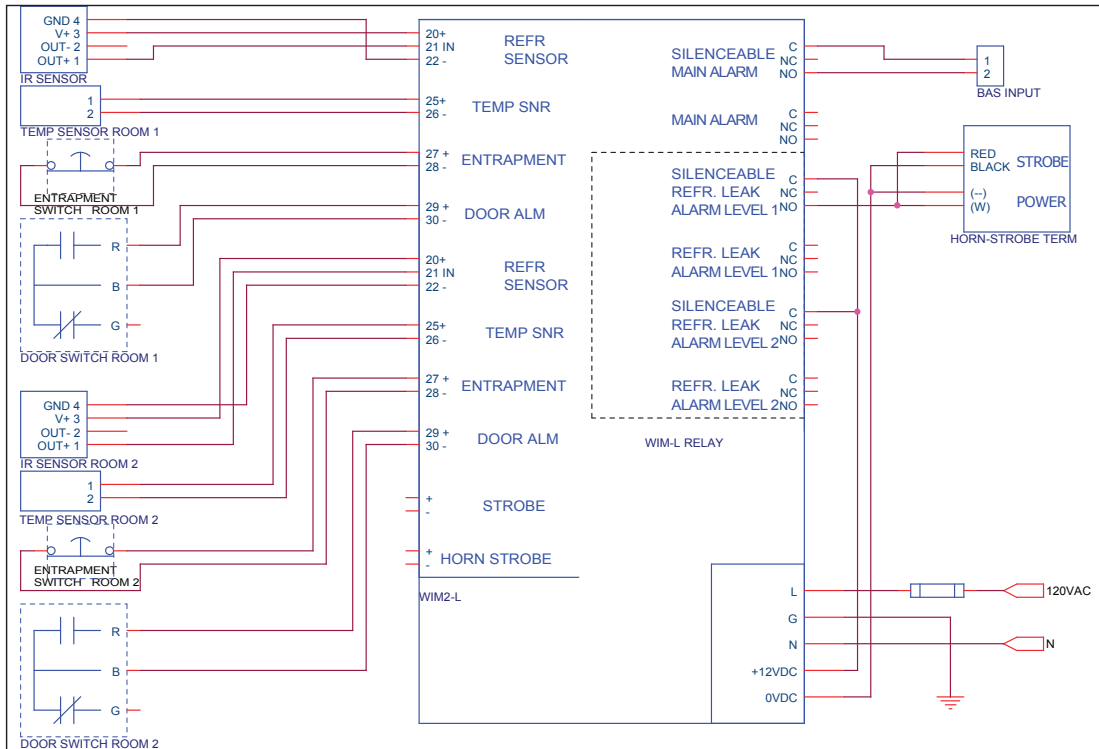 GND 4
V+ 3
OUT- 2
OUT+ 1
IR SENSOR
1
2
TEMP SENSOR ROOM 1
ENTRAPMENT
SWITCH ROOM 1
R
B
G
DOOR SWITCH ROOM 1
GND 4
V+ 3
OUT- 2
OUT+ 1
IR SENSOR ROOM 2
1
2
TEMP SENSOR ROOM 2
ENTRAPMENT
SWITCH ROOM 2
R
B
G
DOOR SWITCH ROOM 2
20+
21 IN
22 -
REFR
SENSOR
25+
26 -
TEMP SNR
27 +
28 -
ENTRAPMENT
29 +
30 -
DOOR ALM
20+
21 IN
22 -
REFR
SENSOR
25+
26 -
TEMP SNR
27 +
28 -
ENTRAPMENT
29 +
30 -
DOOR ALM
+
-
STROBE
+
-
HORN STROBE
WIM2-L
SILENCEABLE
MAIN ALARM
C
NC
NO
MAIN ALARM
C
NC
NO
SILENCEABLE
REFR. LEAK
ALARM LEVEL 1
C
NC
NO
REFR. LEAK
ALARM LEVEL 1
C
NC
NO
SILENCEABLE
REFR. LEAK
ALARM LEVEL 2
C
NC
NO
REFR. LEAK
ALARM LEVEL 2
C
NC
NO
WIM-L RELAY
L
G
N
+12VDC
0VDC
1
2
BAS INPUT
RED
BLACK
STROBE
(--)
(W)
POWER
HORN-STROBE TERM
120VAC
N